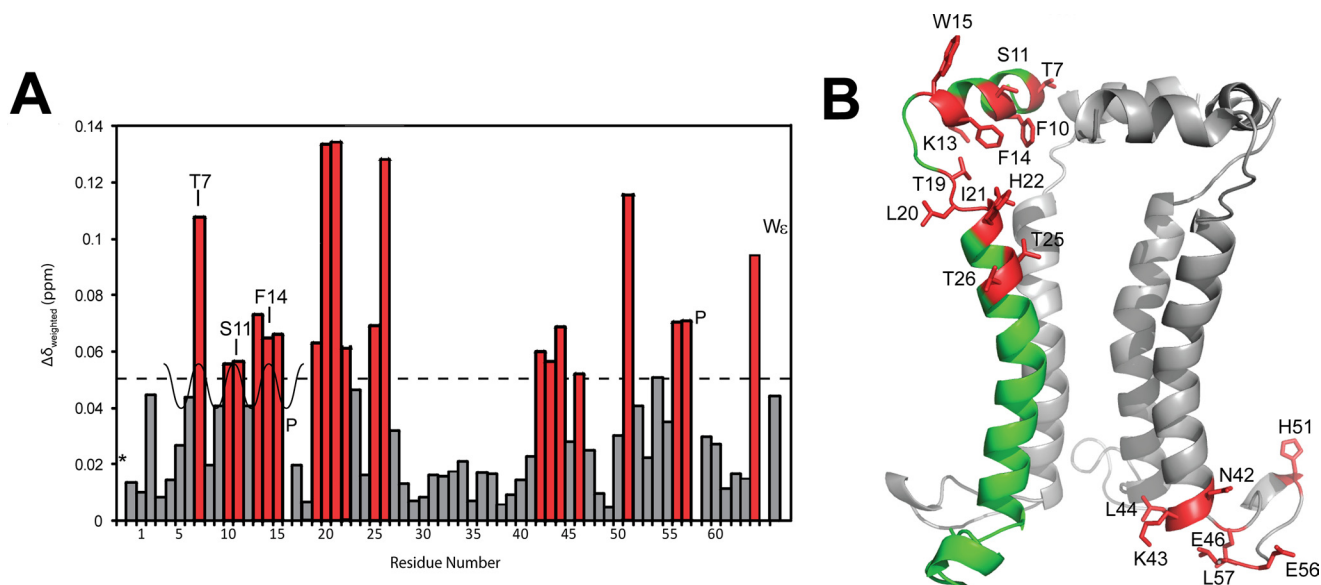 A
B
0.14
0.12
0.1
0.08
0.06
0.04
0.02
0
Δδweighted (ppm)
*
T7
S11
F14
P
P
Wε
1 5 10 15 20 25 30 35 40 45 50 55 60
Residue Number
W15
S11
T7
K13
F10
F14
T19
I21
H22
L20
T25
T26
H51
N42
L44
E46
K43
L57
E56